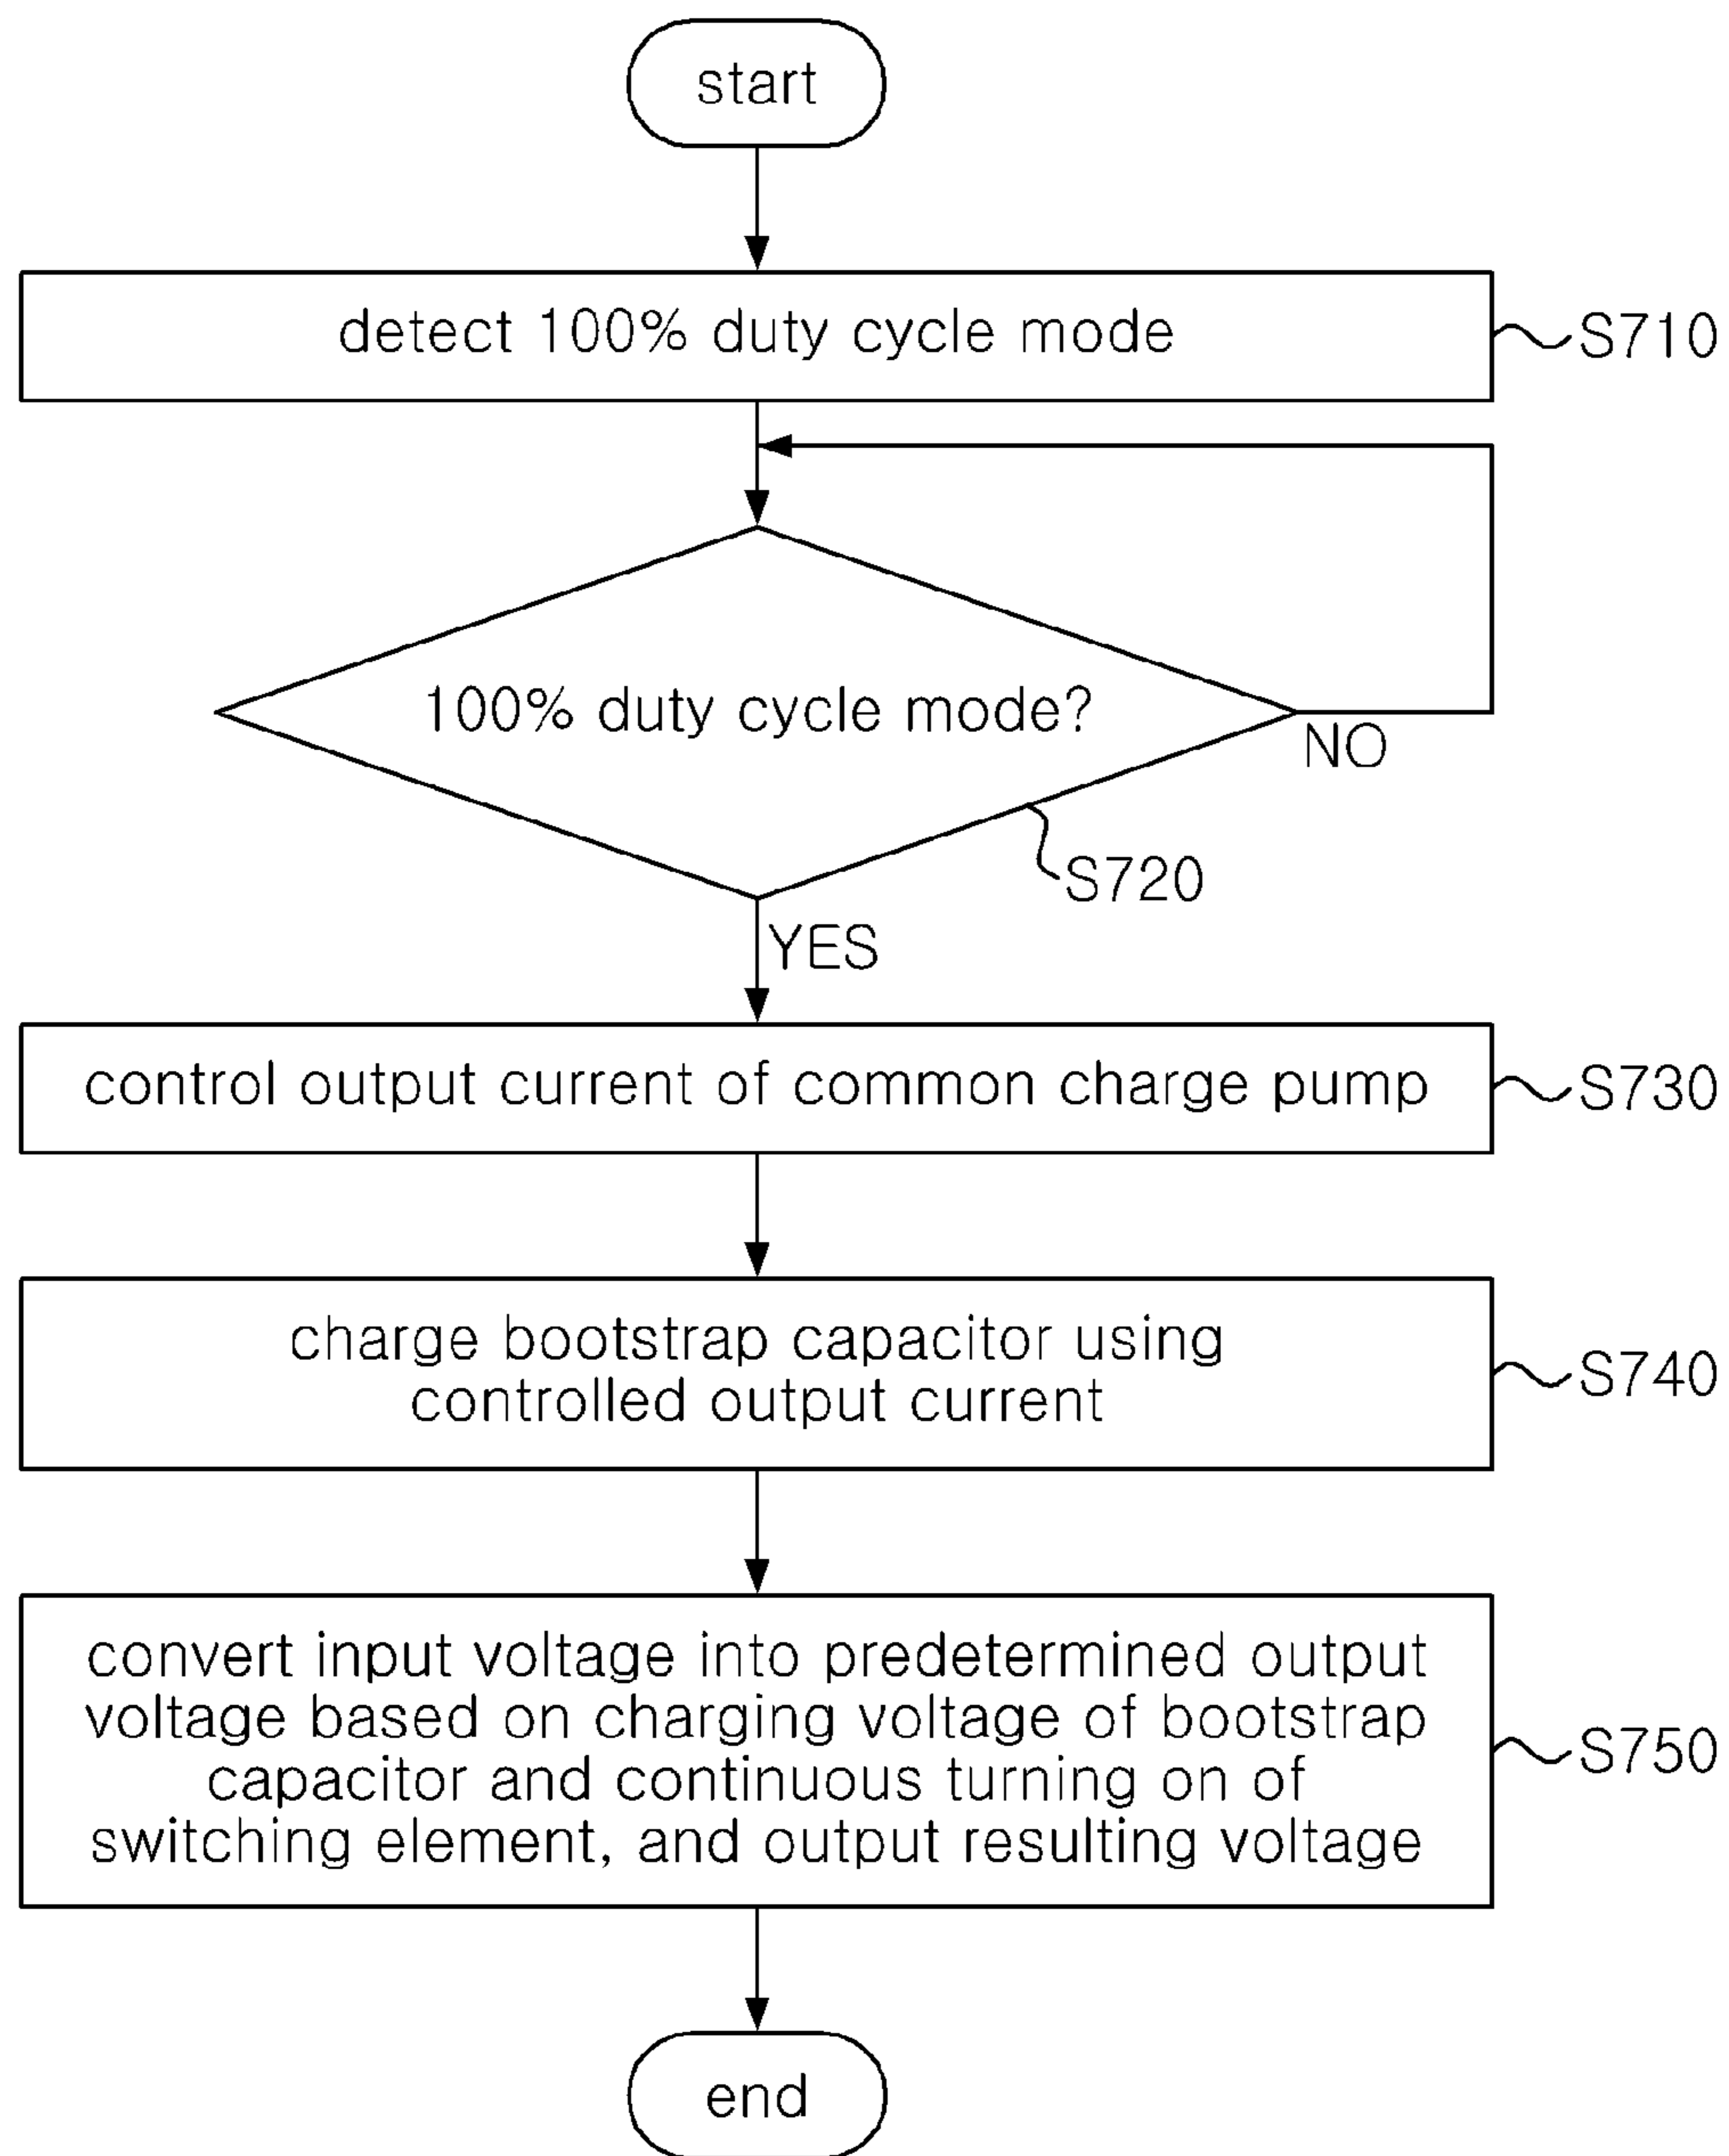 start
detect 100% duty cycle mode
S710
100% duty cycle mode?
NO
S720
YES
control output current of common charge pump
S730
charge bootstrap capacitor using
controlled output current
S740
convert input voltage into predetermined output
voltage based on charging voltage of bootstrap
capacitor and continuous turning on of
switching element, and output resulting voltage
S750
end